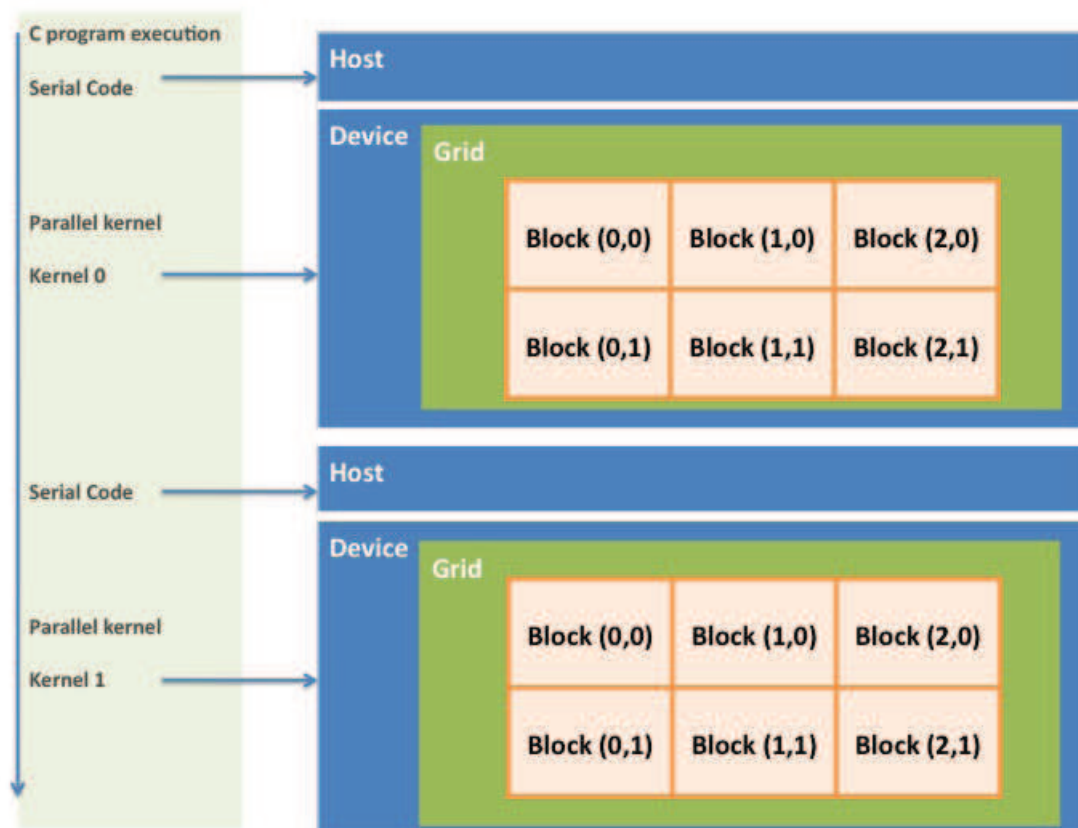 C program execution
Serial Code
Host
Device
Grid
Parallel kernel
Kernel 0
Block (0,0) Block (1,0) Block (2,0)
Block (0,1) Block (1,1) Block (2,1)
Serial Code
Host
Device
Grid
Parallel kernel
Kernel 1
Block (0,0) Block (1,0) Block (2,0)
Block (0,1) Block (1,1) Block (2,1)